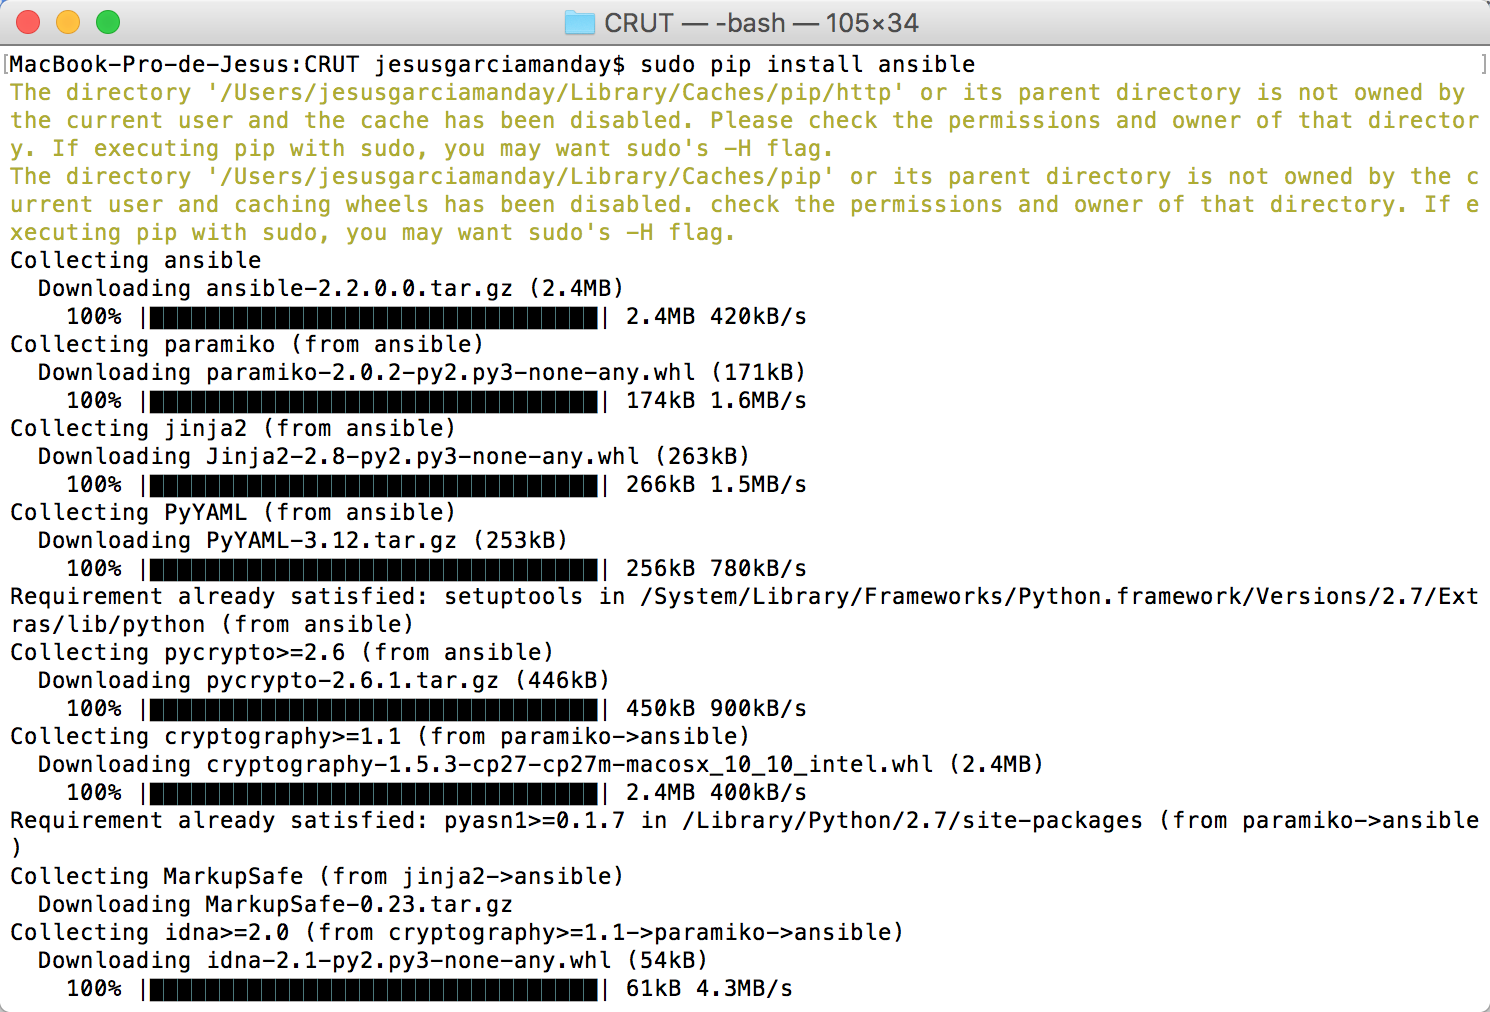 CRUT — -bash — 105×34
[MacBook-Pro-de-Jesus:CRUT jesusgarciamanday$ sudo pip install ansible ]
The directory '/Users/jesusgarciamanday/Library/Caches/pip/http' or its parent directory is not owned by
the current user and the cache has been disabled. Please check the permissions and owner of that director
y. If executing pip with sudo, you may want sudo's -H flag.
The directory '/Users/jesusgarciamanday/Library/Caches/pip' or its parent directory is not owned by the c
urrent user and caching wheels has been disabled. check the permissions and owner of that directory. If e
xecuting pip with sudo, you may want sudo's -H flag.
Collecting ansible
  Downloading ansible-2.2.0.0.tar.gz (2.4MB)
    100% |████████████████████████████████| 2.4MB 420kB/s
Collecting paramiko (from ansible)
  Downloading paramiko-2.0.2-py2.py3-none-any.whl (171kB)
    100% |████████████████████████████████| 174kB 1.6MB/s
Collecting jinja2 (from ansible)
  Downloading Jinja2-2.8-py2.py3-none-any.whl (263kB)
    100% |████████████████████████████████| 266kB 1.5MB/s
Collecting PyYAML (from ansible)
  Downloading PyYAML-3.12.tar.gz (253kB)
    100% |████████████████████████████████| 256kB 780kB/s
Requirement already satisfied: setuptools in /System/Library/Frameworks/Python.framework/Versions/2.7/Ext
ras/lib/python (from ansible)
Collecting pycrypto>=2.6 (from ansible)
  Downloading pycrypto-2.6.1.tar.gz (446kB)
    100% |████████████████████████████████| 450kB 900kB/s
Collecting cryptography>=1.1 (from paramiko->ansible)
  Downloading cryptography-1.5.3-cp27-cp27m-macosx_10_10_intel.whl (2.4MB)
    100% |████████████████████████████████| 2.4MB 400kB/s
Requirement already satisfied: pyasn1>=0.1.7 in /Library/Python/2.7/site-packages (from paramiko->ansible
)
Collecting MarkupSafe (from jinja2->ansible)
  Downloading MarkupSafe-0.23.tar.gz
Collecting idna>=2.0 (from cryptography>=1.1->paramiko->ansible)
  Downloading idna-2.1-py2.py3-none-any.whl (54kB)
    100% |████████████████████████████████| 61kB 4.3MB/s